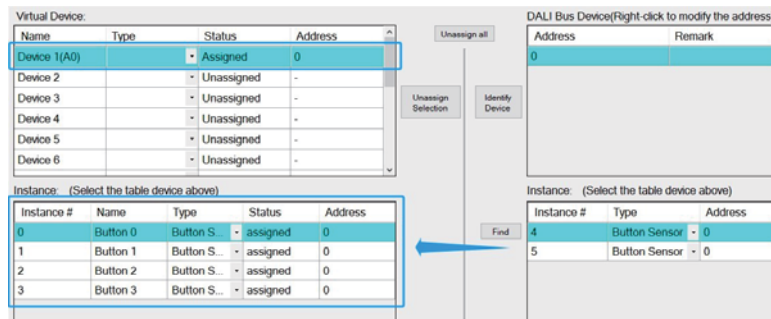 Virtual Device:
DALI Bus Device(Right-click to modify the address
Name Type Status Address
Unassign all
Address Remark
Device 1(A0) Assigned 0
0
Device 2 Unassigned -
Device 3 Unassigned -
Unassign Selection
Identify Device
Device 4 Unassigned -
Device 5 Unassigned -
Device 6 Unassigned -
Instance: (Select the table device above)
Instance: (Select the table device above)
Instance # Name Type Status Address
Instance # Type Address
0 Button 0 Button S... assigned 0
Find
4 Button Sensor 0
1 Button 1 Button S... assigned 0
5 Button Sensor 0
2 Button 2 Button S... assigned 0
3 Button 3 Button S... assigned 0